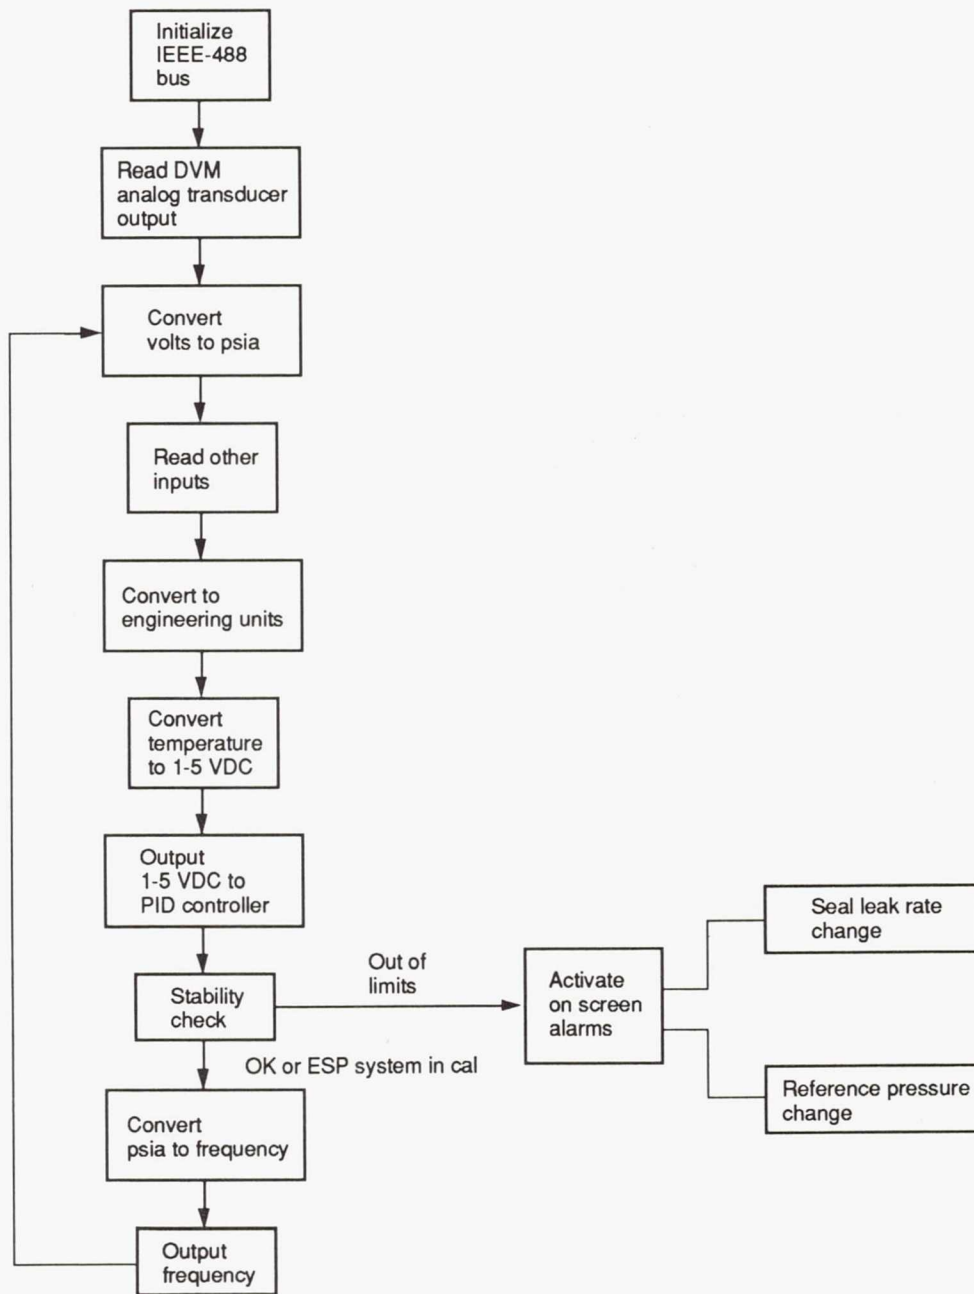 Initialize
IEEE-488
bus
Read DVM
analog transducer
output
Convert
volts to psia
Read other
inputs
Convert to
engineering units
Convert
temperature
to 1-5 VDC
Output
1-5 VDC to
PID controller
Stability
check
Out of
limits
Activate
on screen
alarms
Seal leak rate
change
Reference pressure
change
OK or ESP system in cal
Convert
psia to frequency
Output
frequency